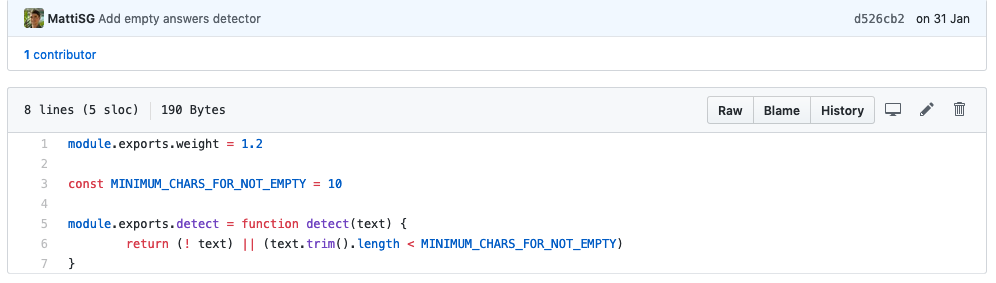 MattiSG Add empty answers detector d526cb2 on 31 Jan
1 contributor
8 lines (5 sloc) 190 Bytes Raw Blame History
1 module.exports.weight = 1.2
2
3 const MINIMUM_CHARS_FOR_NOT_EMPTY = 10
4
5 module.exports.detect = function detect(text) {
6 return (! text) || (text.trim().length < MINIMUM_CHARS_FOR_NOT_EMPTY)
7 }